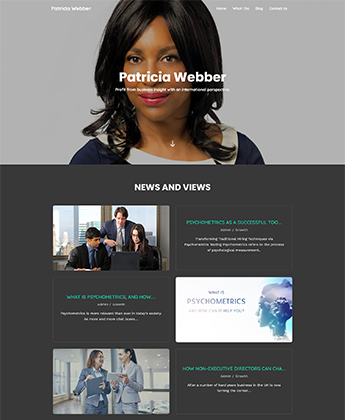 Patricia Webber
Home What I Do Blog Contact Us
Patricia Webber
Profit from business insight with an international perspective.
NEWS AND VIEWS
PSYCHOMETRICS AS A SUCCESSFUL TOO...
Admin / Growth
Transforming Traditional Hiring Techniques via
Psychometrics Testing Psychometrics refers to the process
of psychological measurement.
WHAT IS PSYCHOMETRICS, AND HOW...
Admin / Growth
Psychometrics is more relevant than ever in today's society.
As more and more chat
WHAT IS
PSYCHOMETRICS
AND HOW CAN IT HELP YOU?
HOW NON-EXECUTIVE DIRECTORS CAN CHA...
Admin / Growth
After a number of hard years business in the UK is now
turning the corner.